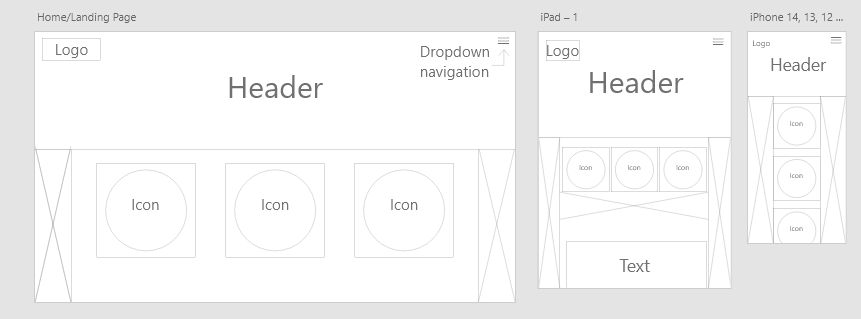 Home/Landing Page
Logo
Dropdown
navigation
Header
Icon
Icon
Icon
iPad – 1
Logo
Header
Icon
Icon
Icon
Text
iPhone 14, 13, 12 ...
Logo
Header
Icon
Icon
Icon